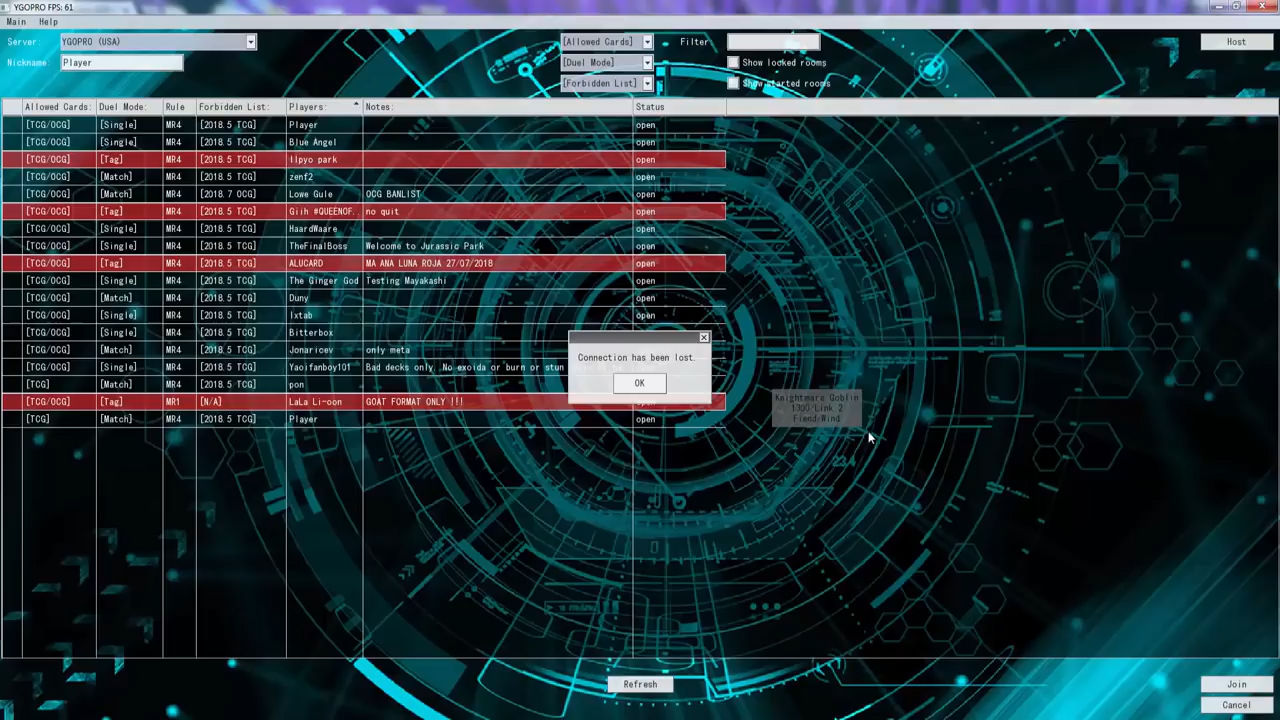 YGOPRO FPS: 61
Main Help
Server: YGOPRO (USA) [Allowed Cards] Filter Host
Nickname: Player [Duel Mode] Show locked rooms
[Forbidden List] Show started rooms
Allowed Cards: Duel Mode: Rule Forbidden List: Players: Notes: Status
[TCG/OCG] [Single] MR4 [2018.5 TCG] Player open
[TCG/OCG] [Single] MR4 [2018.5 TCG] Blue Angel open
[TCG/OCG] [Tag] MR4 [2018.5 TCG] Ilpyo park open
[TCG/OCG] [Match] MR4 [2018.5 TCG] zenf2 open
[TCG/OCG] [Match] MR4 [2018.7 OCG] Lowe Gule OCG BANLIST open
[TCG/OCG] [Tag] MR4 [2018.5 TCG] Giih #QUEENOF.. no quit open
[TCG/OCG] [Single] MR4 [2018.5 TCG] HaardWaare open
[TCG/OCG] [Single] MR4 [2018.5 TCG] TheFinalBoss Welcome to Jurassic Park open
[TCG/OCG] [Tag] MR4 [2018.5 TCG] ALUCARD MA ANA LUNA ROJA 27/07/2018 open
[TCG/OCG] [Single] MR4 [2018.5 TCG] The Ginger God Testing Mayakashi open
[TCG/OCG] [Match] MR4 [2018.5 TCG] Duny open
[TCG/OCG] [Single] MR4 [2018.5 TCG] Ixtab open
[TCG/OCG] [Single] MR4 [2018.5 TCG] Bitterbox
[TCG/OCG] [Match] MR4 [2018.5 TCG] Jonaricev only meta
[TCG/OCG] [Single] MR4 [2018.5 TCG] Yaoifanboy101 Bad decks only. No exoida or burn or stun
[TCG] [Match] MR4 [2018.5 TCG] pon
[TCG/OCG] [Tag] MR1 [N/A] LaLa Li-oon GOAT FORMAT ONLY !!! open
[TCG] [Match] MR4 [2018.5 TCG] Player open
Connection has been lost.
OK
Knightmare Goblin
1300/Link 2
Fiend/Wind
23.4
Refresh Join
Cancel